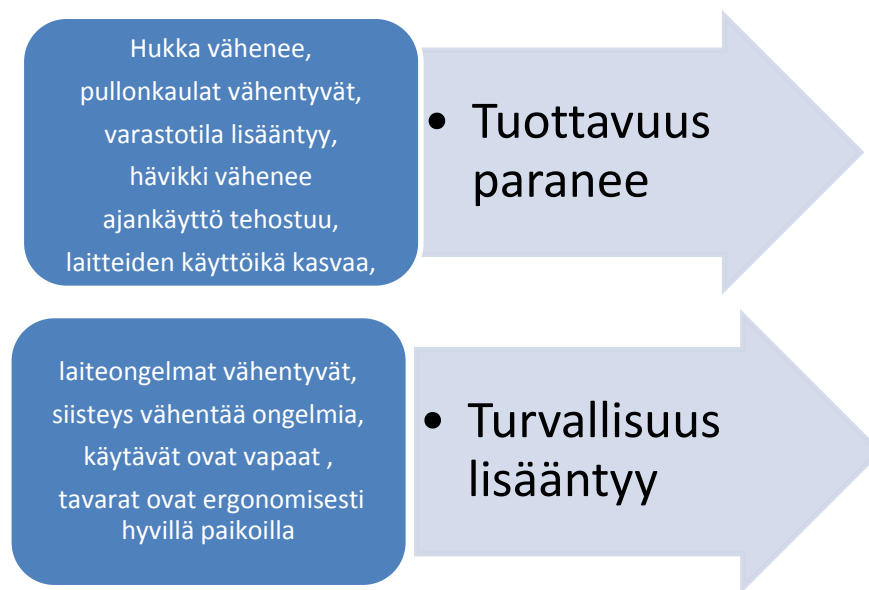 Hukka vähenee,
pullonkaulat vähentyvät,
varastotila lisääntyy,
hävikki vähenee
ajankäyttö tehostuu,
laitteiden käyttöikä kasvaa,
• Tuottavuus
paranee
laiteongelmat vähentyvät,
siisteys vähentää ongelmia,
käytävät ovat vapaat ,
tavarat ovat ergonomisesti
hyvillä paikoilla
• Turvallisuus
lisääntyy